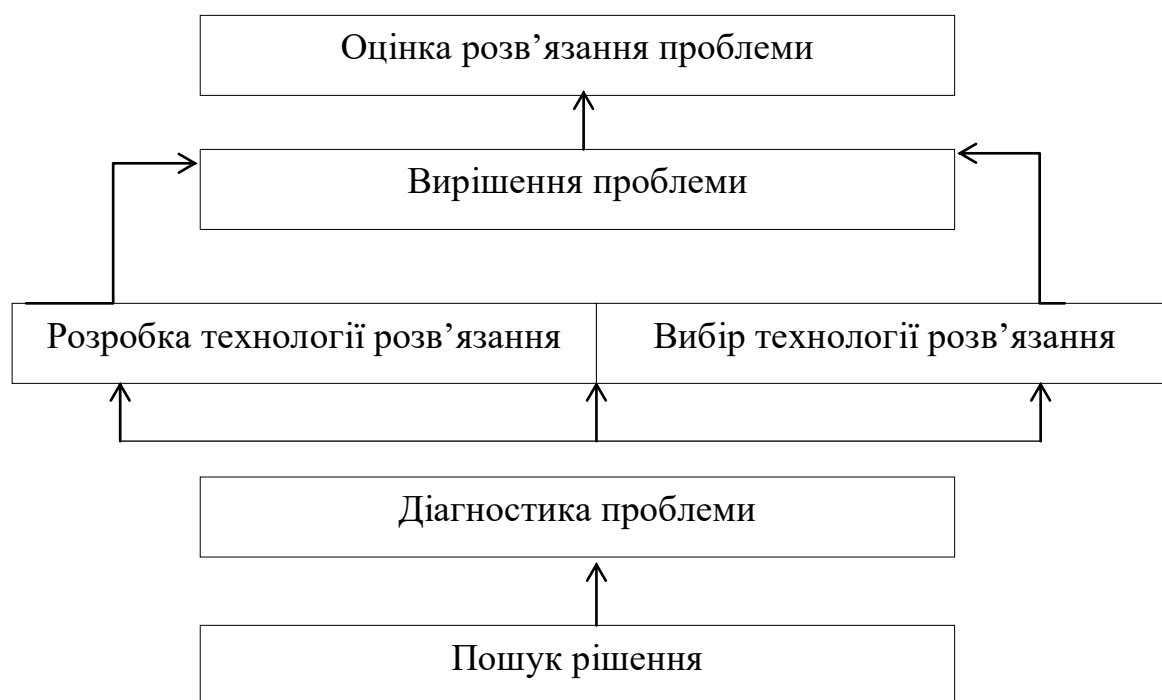 Оцінка розв’язання проблеми
Вирішення проблеми
Розробка технології розв’язання
Вибір технології розв’язання
Діагностика проблеми
Пошук рішення